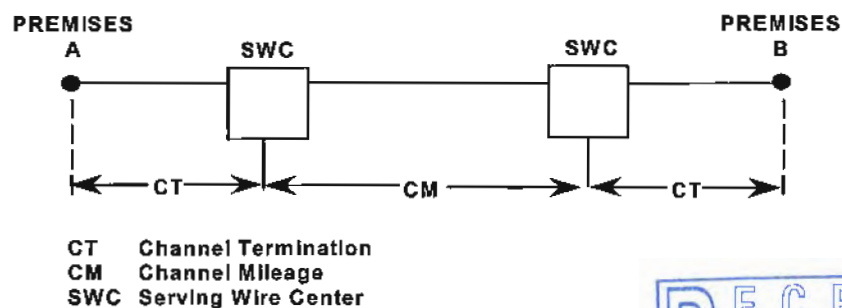 PREMISES
A
SWC
SWC
PREMISES
B
CT
CM
CT
CT Channel Termination
CM Channel Mileage
SWC Serving Wire Center